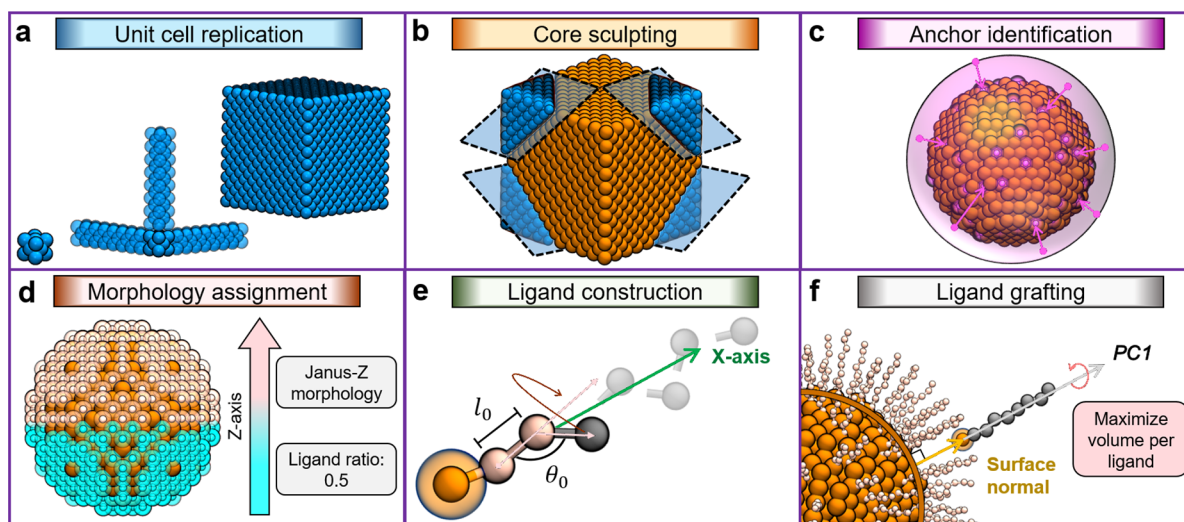 a
Unit cell replication
b
Core sculpting
c
Anchor identification
d
Morphology assignment
Z-axis
Janus-Z
morphology
Ligand ratio:
0.5
e
Ligand construction
X-axis
l₀
θ₀
f
Ligand grafting
PC1
Maximize
volume per
ligand
Surface
normal